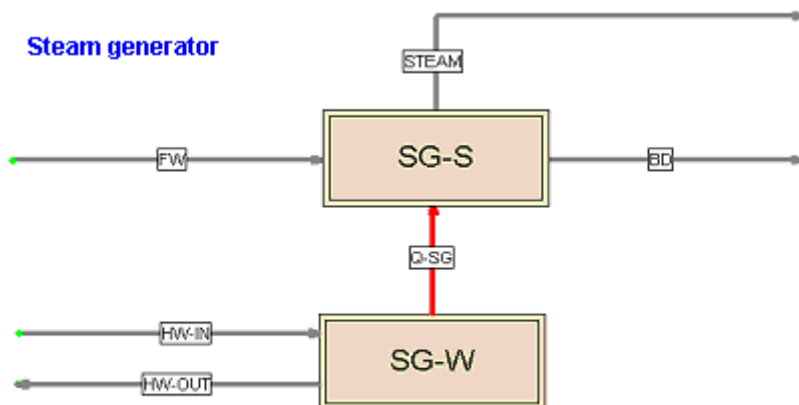 Steam generator
STEAM
FW
SG-S
BD
Q-SG
HW-IN
SG-W
HW-OUT